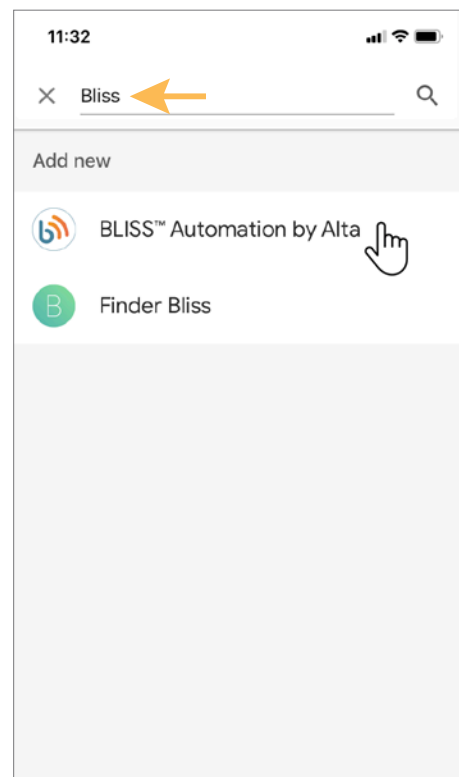 11:32
Bliss
Add new
BLISS™ Automation by Alta
B
Finder Bliss